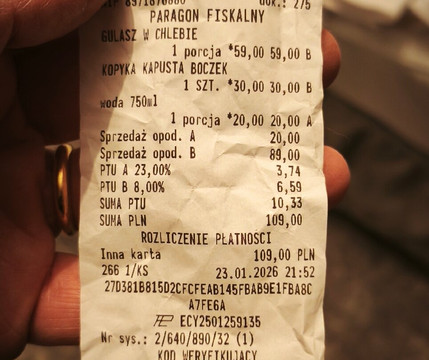 dok.: 2/5
PARAGON FISKALNY
GULASZ W CHLEBIE
1 porcja *59,00 59,00 B
KOPYKA KAPUSTA BOCZEK
1 SZT. *30,00 30,00 B
woda 750ml
1 porcja *20,00 20,00 A
Sprzedaż opod. A 20,00
Sprzedaż opod. B 89,00
PTU A 23,00% 3,74
PTU B 8,00% 6,59
SUMA PTU 10,33
SUMA PLN 109,00
ROZLICZENIE PŁATNOŚCI
Inna karta 109,00 PLN
266 1/KS 23.01.2026 21:52
27D381B815D2CFCFEAB145FBAB9E1FBA8C
A7FE6A
ECY2501259135
Nr sys.: 2/640/890/32 (1)
KOD WERYFIKUJĄCY